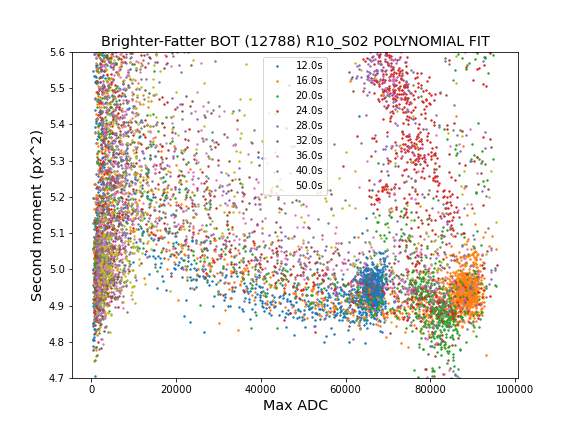 Brighter-Fatter BOT (12788) R10_S02 POLYNOMIAL FIT
5.6
5.5
5.4
5.3
5.2
5.1
5.0
4.9
4.8
4.7
Second moment (px^2)
12.0s
16.0s
20.0s
24.0s
28.0s
32.0s
36.0s
40.0s
50.0s
0
20000
40000
60000
80000
100000
Max ADC